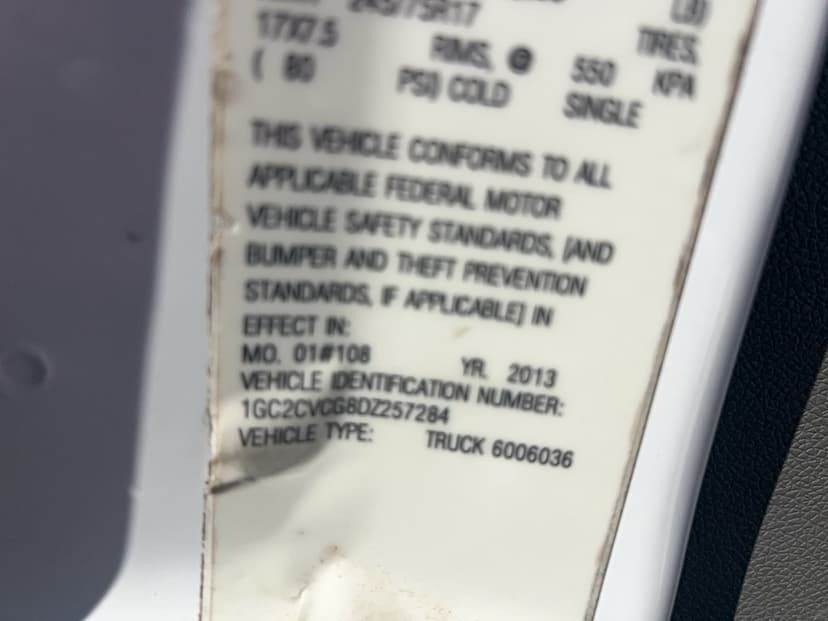 245/75R17
17X7.5 RIMS, @ 550 TIRES,
( 80 PSI) COLD SINGLE KPA
THIS VEHICLE CONFORMS TO ALL
APPLICABLE FEDERAL MOTOR
VEHICLE SAFETY STANDARDS, [AND
BUMPER AND THEFT PREVENTION
STANDARDS, IF APPLICABLE] IN
EFFECT IN:
MO. 01#108 YR. 2013
VEHICLE IDENTIFICATION NUMBER:
1GC2CVCG8DZ257284
VEHICLE TYPE: TRUCK 6006036